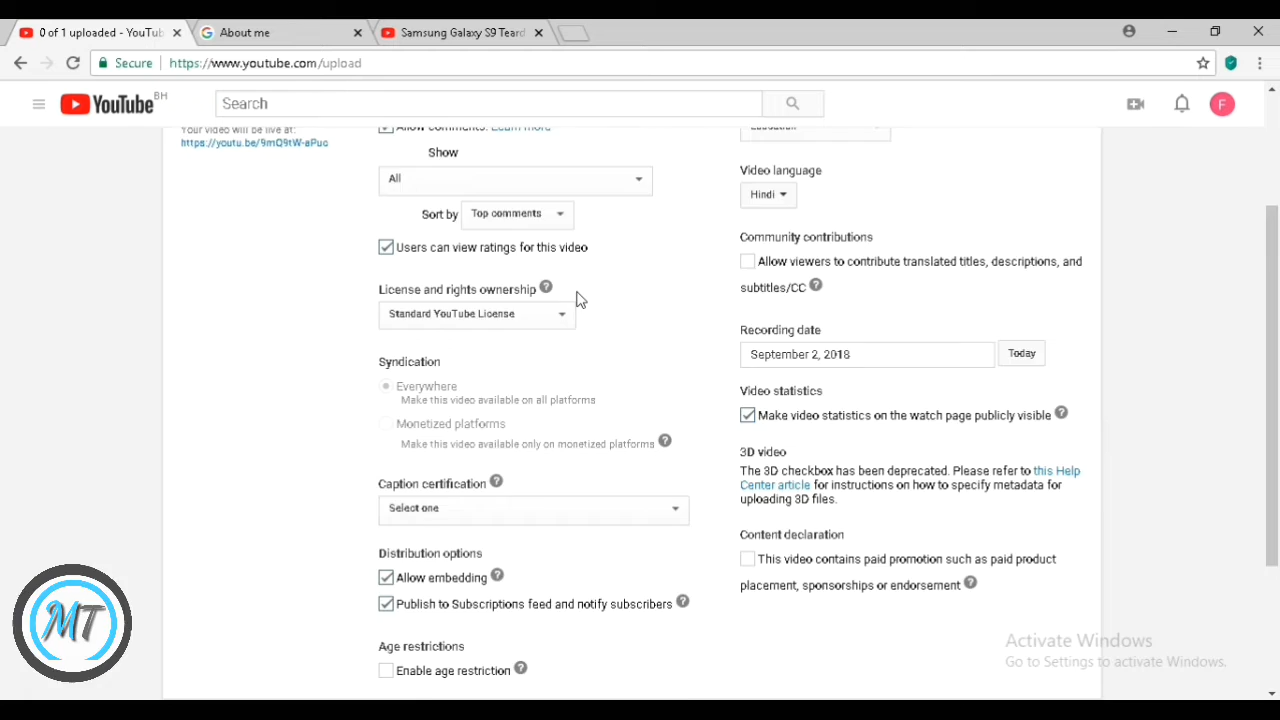 0 of 1 uploaded - YouTub
About me
Samsung Galaxy S9 Teard
Secure
https://www.youtube.com/upload
YouTube BH
Search
F
Your video will be live at:
https://youtu.be/9mQ9tW-aPuc
Allow comments. Learn more
Show
All
Sort by Top comments
Users can view ratings for this video
License and rights ownership
Standard YouTube License
Syndication
Everywhere
Make this video available on all platforms
Monetized platforms
Make this video available only on monetized platforms
Caption certification
Select one
Distribution options
Allow embedding
Publish to Subscriptions feed and notify subscribers
Age restrictions
Enable age restriction
Education
Video language
Hindi
Community contributions
Allow viewers to contribute translated titles, descriptions, and
subtitles/CC
Recording date
September 2, 2018 Today
Video statistics
Make video statistics on the watch page publicly visible
3D video
The 3D checkbox has been deprecated. Please refer to this Help
Center article for instructions on how to specify metadata for
uploading 3D files.
Content declaration
This video contains paid promotion such as paid product
placement, sponsorships or endorsement
MT
Activate Windows
Go to Settings to activate Windows.